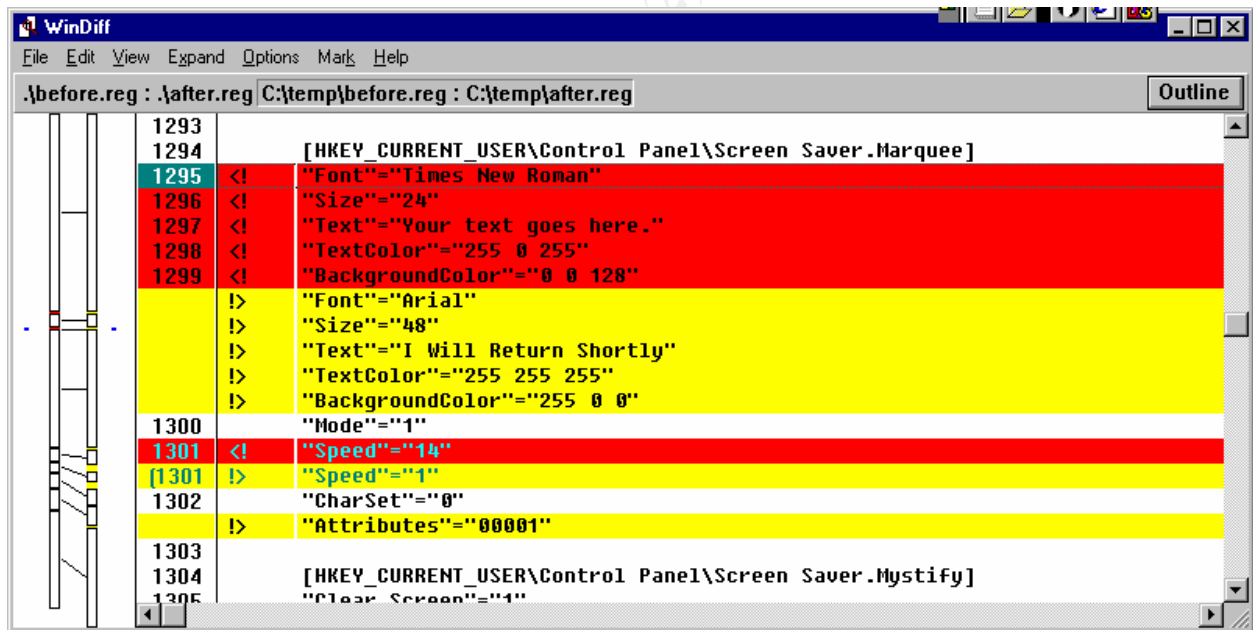 WinDiff
File Edit View Expand Options Mark Help
.\before.reg : .\after.reg C:\temp\before.reg : C:\temp\after.reg Outline
1293
1294 [HKEY_CURRENT_USER\Control Panel\Screen Saver.Marquee]
1295 <! "Font"="Times New Roman"
1296 <! "Size"="24"
1297 <! "Text"="Your text goes here."
1298 <! "TextColor"="255 0 255"
1299 <! "BackgroundColor"="0 0 128"
!> "Font"="Arial"
!> "Size"="48"
!> "Text"="I Will Return Shortly"
!> "TextColor"="255 255 255"
!> "BackgroundColor"="255 0 0"
1300 "Mode"="1"
1301 <! "Speed"="14"
(1301 !> "Speed"="1"
1302 "CharSet"="0"
!> "Attributes"="00001"
1303
1304 [HKEY_CURRENT_USER\Control Panel\Screen Saver.Mystify]
1305 "Clear Screen"="1"